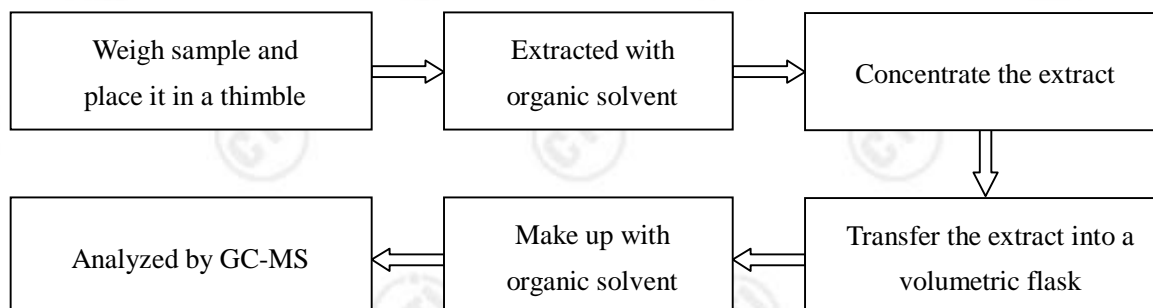 Weigh sample and
place it in a thimble
Extracted with
organic solvent
Concentrate the extract
Transfer the extract into a
volumetric flask
Make up with
organic solvent
Analyzed by GC-MS